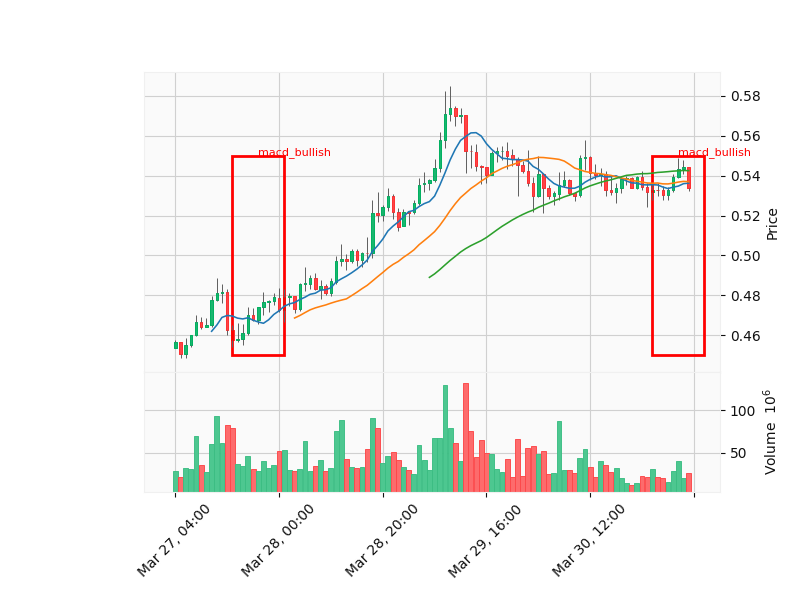 0.58
0.56
macd_bullish
macd_bullish
0.54
0.52
0.50
0.48
0.46
Price
100
50
Volume 10^6
Mar 27, 04:00
Mar 28, 00:00
Mar 28, 20:00
Mar 29, 16:00
Mar 30, 12:00